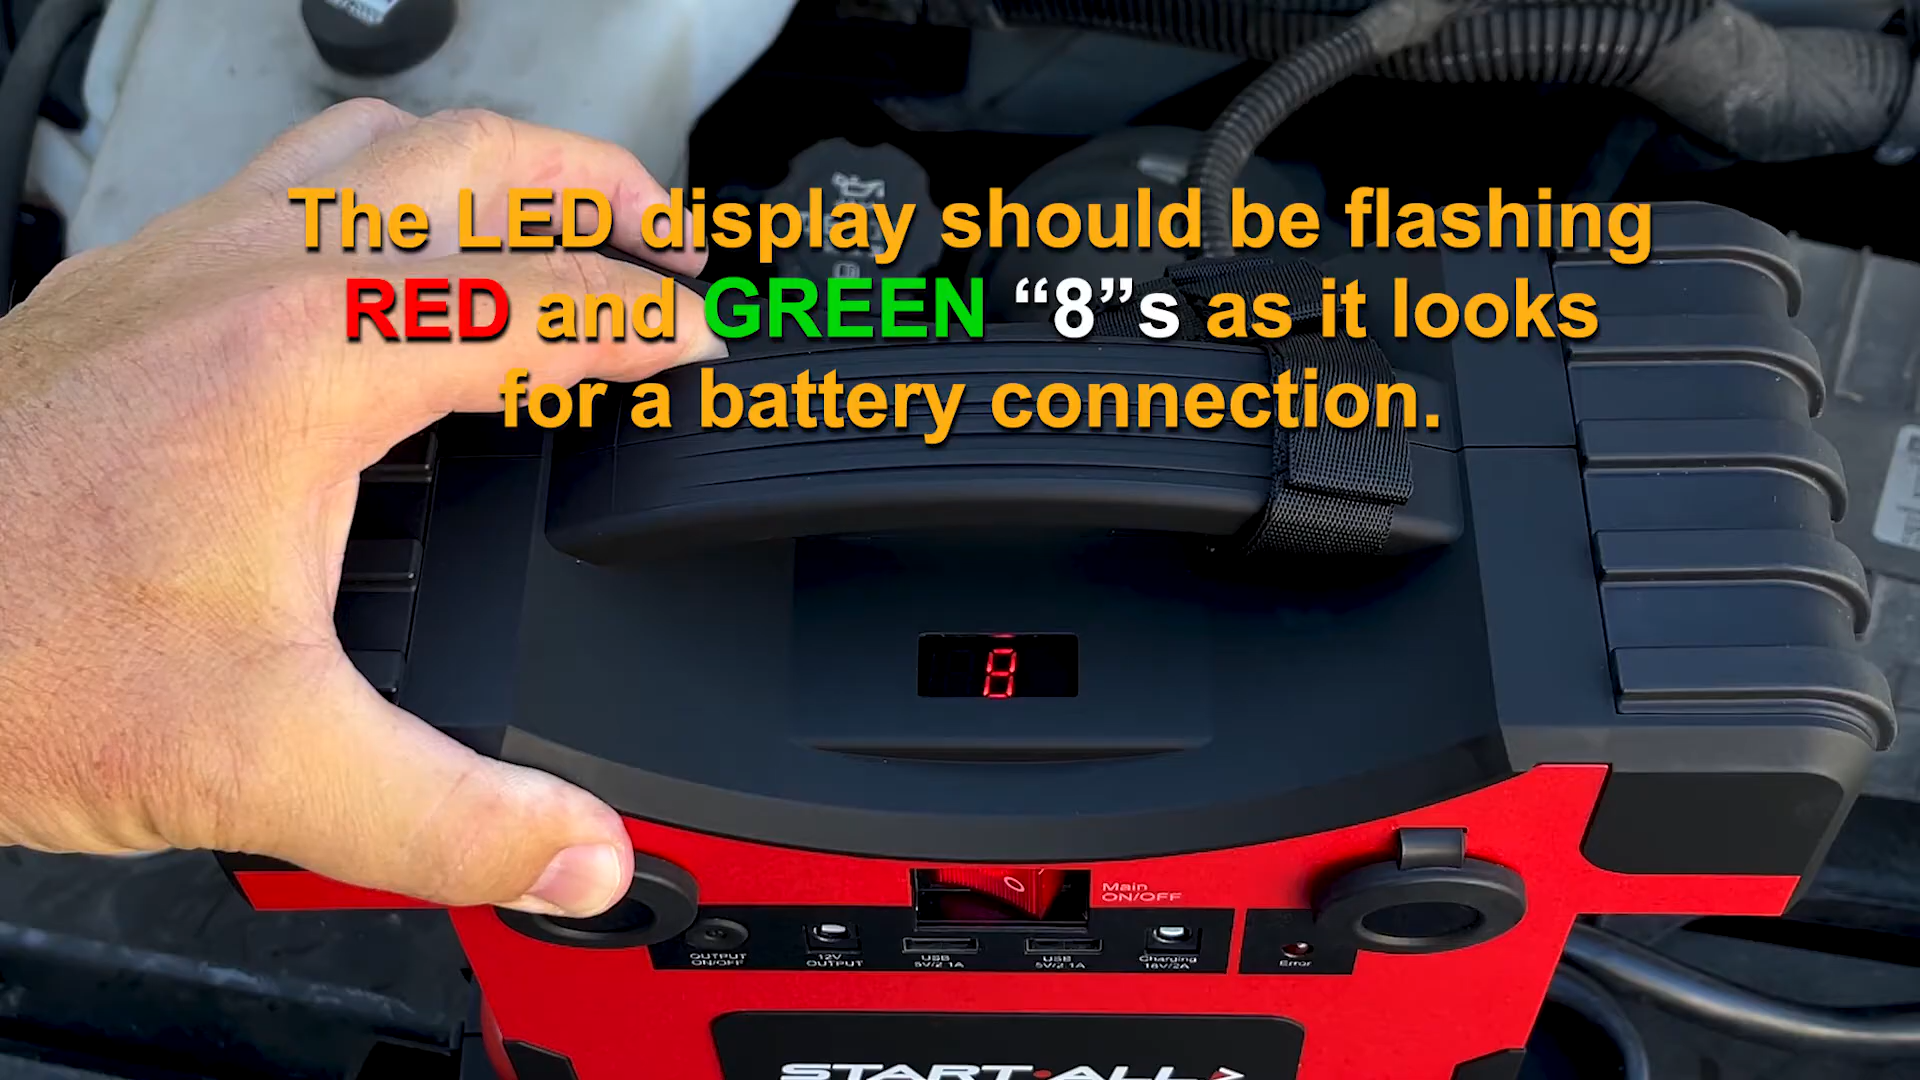 The LED display should be flashing
RED and GREEN “8”s as it looks
for a battery connection.
8
Main
ON/OFF
OUTPUT
ON/OFF
12V
OUTPUT
USB
5V/2.1A
USB
5V/2.1A
Charging
18V/2A
Error
START•ALL